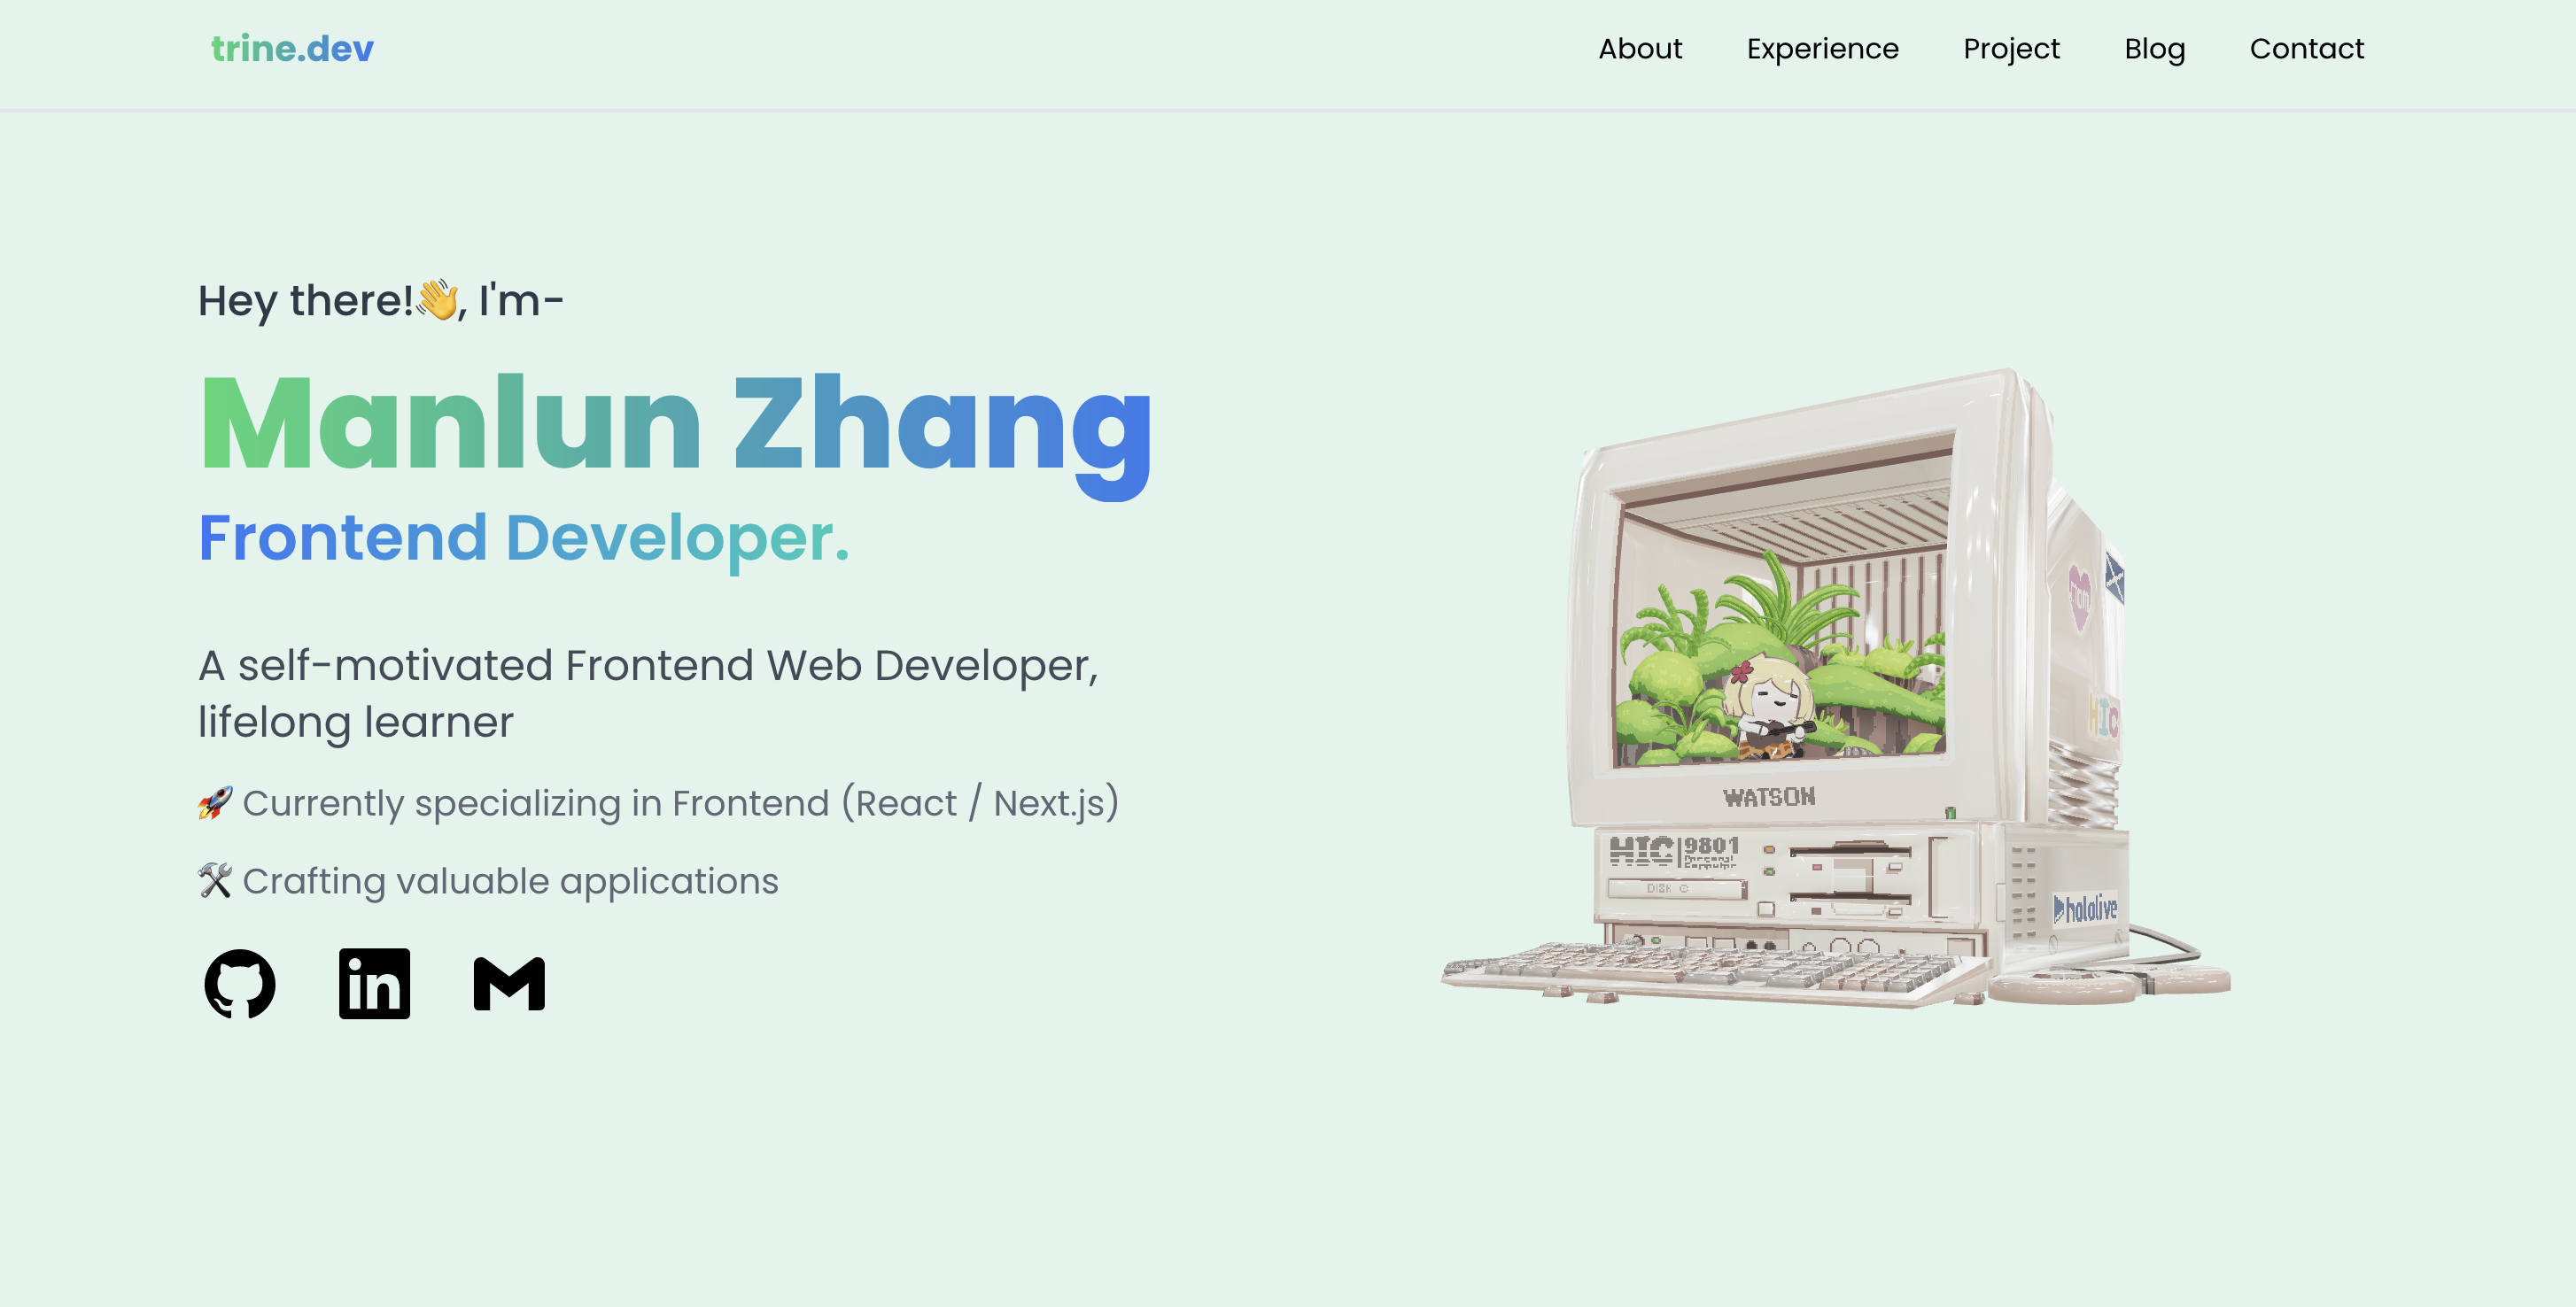 trine.dev
About Experience Project Blog Contact
Hey there!👋, I'm-
Manlun Zhang
Frontend Developer.
A self-motivated Frontend Web Developer,
lifelong learner
🚀 Currently specializing in Frontend (React / Next.js)
🛠️ Crafting valuable applications
in
mom
HIC
WATSON
HIC 9801
Personal
Computer
DISK
hololive